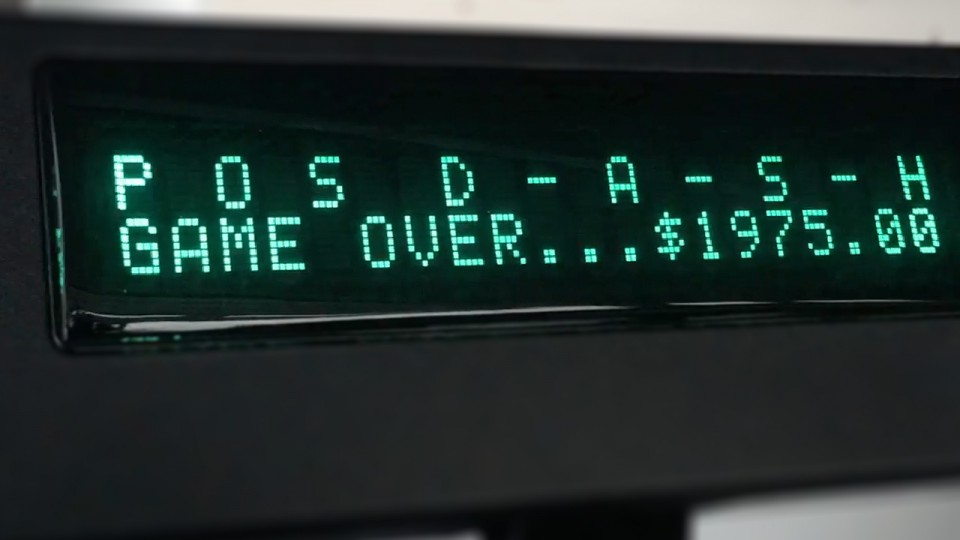 P O S D - A - S - H
GAME OVER...$1975.00